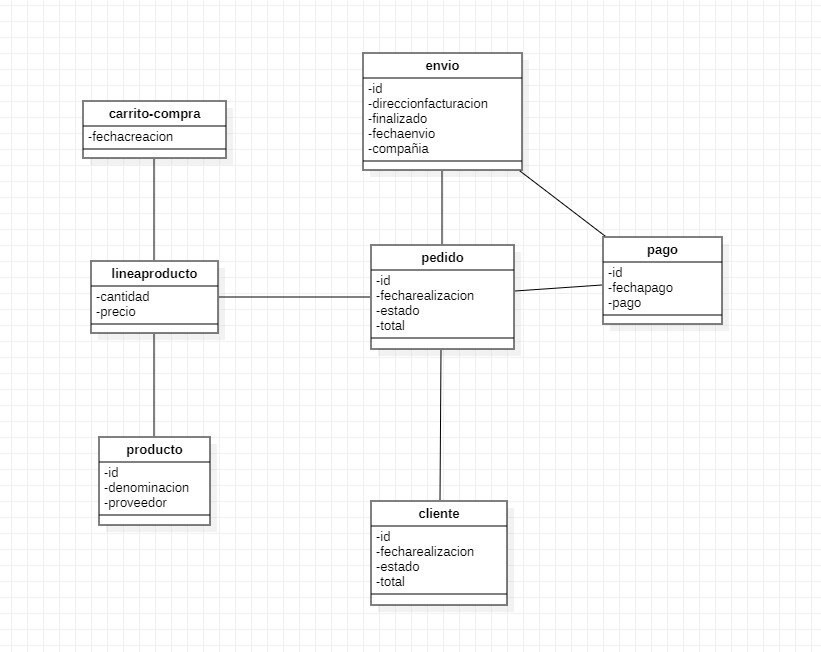 envio
-id
-direccionfacturacion
-finalizado
-fechaenvio
-compañia
carrito-compra
-fechacreacion
lineaproducto
-cantidad
-precio
pedido
-id
-fecharealizacion
-estado
-total
pago
-id
-fechapago
-pago
producto
-id
-denominacion
-proveedor
cliente
-id
-fecharealizacion
-estado
-total